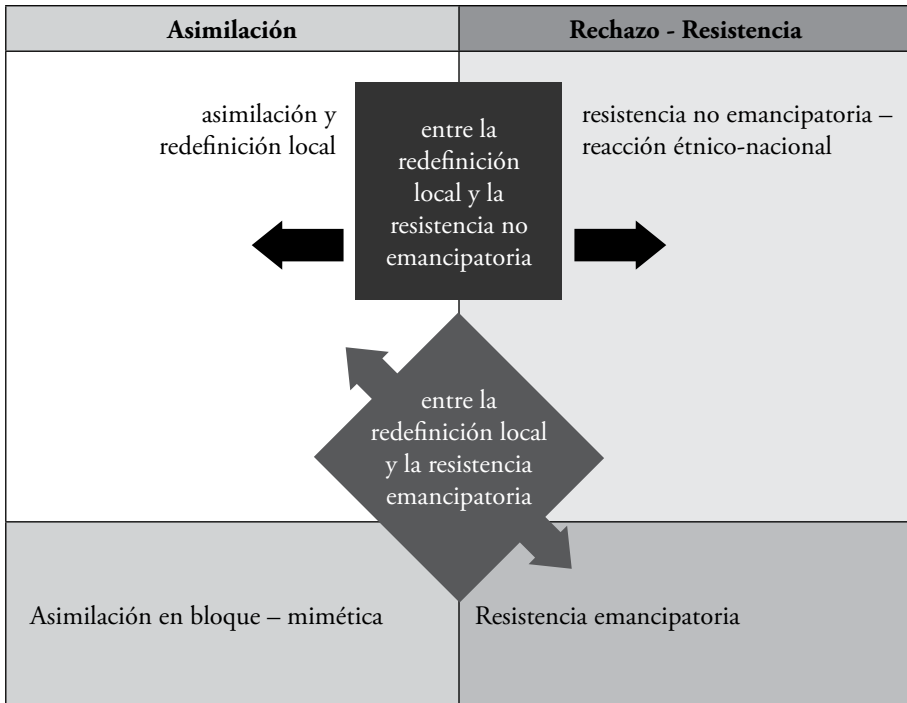 Asimilación
Rechazo - Resistencia
asimilación y
redefinición local
entre la
redefinición
local y la
resistencia no
emancipatoria
resistencia no emancipatoria –
reacción étnico-nacional
entre la
redefinición local
y la resistencia
emancipatoria
Asimilación en bloque – mimética
Resistencia emancipatoria